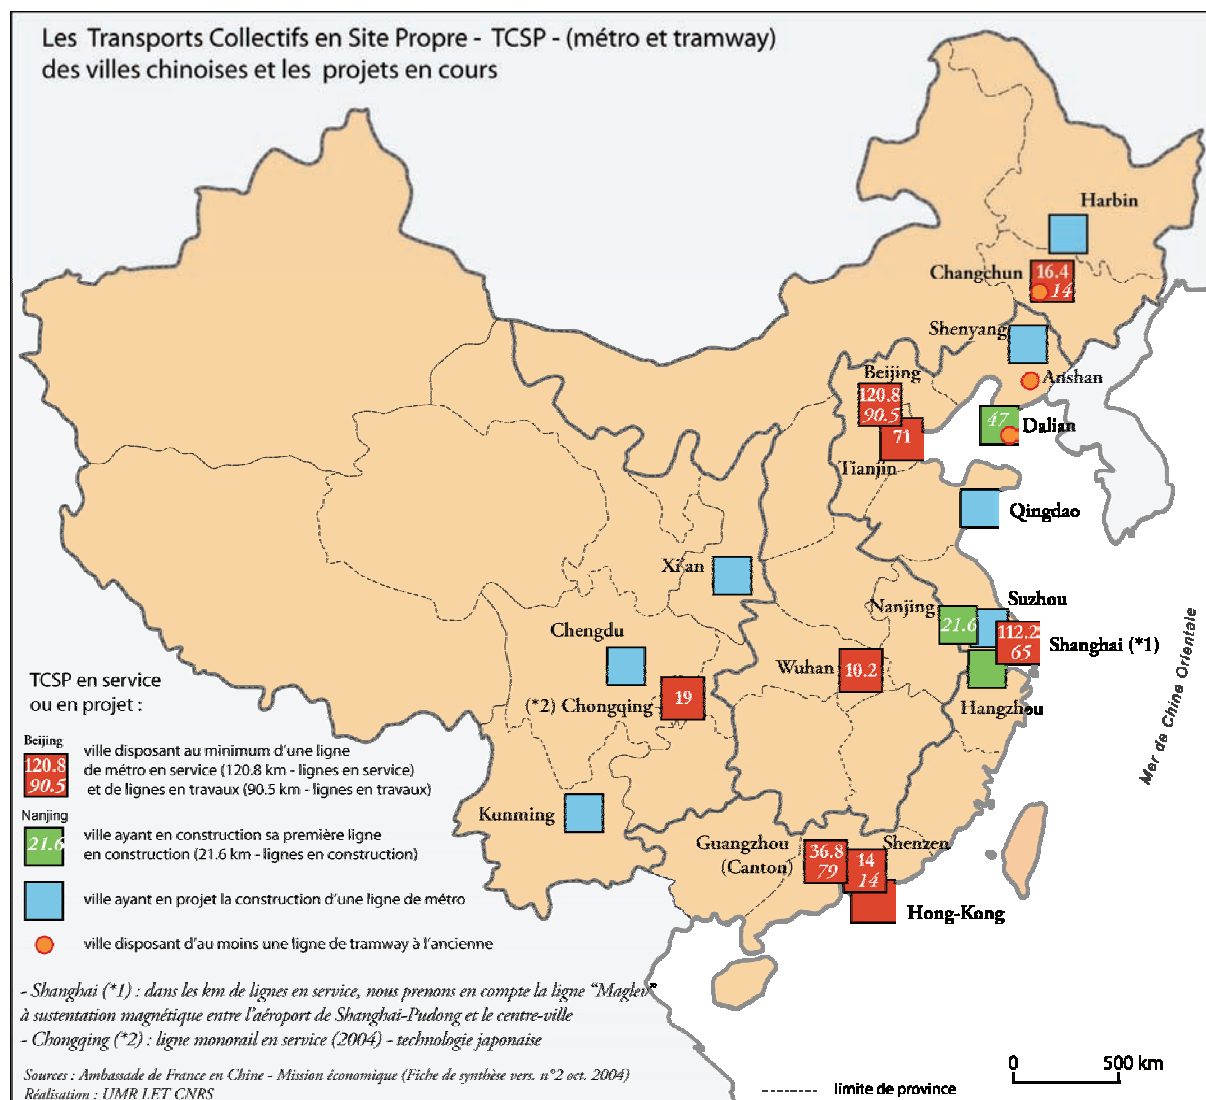 Les Transports Collectifs en Site Propre - TCSP - (métro et tramway)
des villes chinoises et les projets en cours
Harbin
Changchun
16.4
14
Shenyang
Anshan
Beijing
120.8
90.5
71
Tianjin
47
Dalian
Qingdao
Xi'an
Nanjing
21.6
Suzhou
112.2
65
Shanghai (*1)
Hangzhou
Chengdu
Wuhan
10.2
(*2) Chongqing
19
Kunming
Guangzhou
(Canton)
36.8
79
Shenzen
14
14
Hong-Kong
Mer de Chine Orientale
TCSP en service
ou en projet :
Beijing
120.8
90.5
ville disposant au minimum d'une ligne
de métro en service (120.8 km - lignes en service)
et de lignes en travaux (90.5 km - lignes en travaux)
Nanjing
21.6
ville ayant en construction sa première ligne
en construction (21.6 km - lignes en construction)
ville ayant en projet la construction d'une ligne de métro
ville disposant d'au moins une ligne de tramway à l'ancienne
- Shanghai (*1) : dans les km de lignes en service, nous prenons en compte la ligne "Maglev"
à sustentation magnétique entre l'aéroport de Shanghai-Pudong et le centre-ville
- Chongqing (*2) : ligne monorail en service (2004) - technologie japonaise
Sources : Ambassade de France en Chine - Mission économique (Fiche de synthèse vers. n°2 oct. 2004)
Réalisation : UMR LET CNRS
0 500 km
limite de province